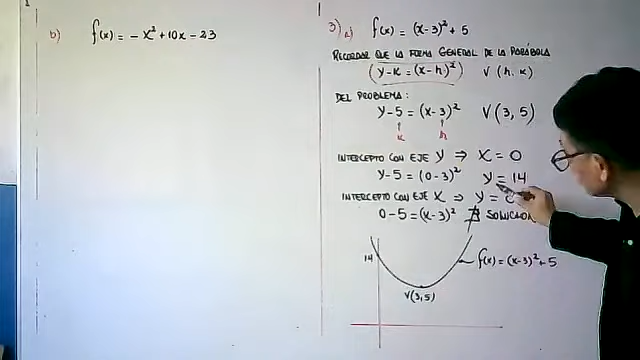 b) f(x) = - x² + 10x - 23
3) a) f(x) = (x-3)² + 5
RECORDAR QUE LA FORMA GENERAL DE LA PARÁBOLA
(y-k = (x-h)²) V(h, k)
DEL PROBLEMA:
y-5 = (x-3)² V(3, 5)
k h
INTERCEPTO CON EJE Y ⇒ X = 0
y-5 = (0-3)² y = 14
INTERCEPTO CON EJE X ⇒ y = 0
0-5 = (x-3)² ∄ SOLUCION
14
f(x) = (x-3)² + 5
V(3,5)